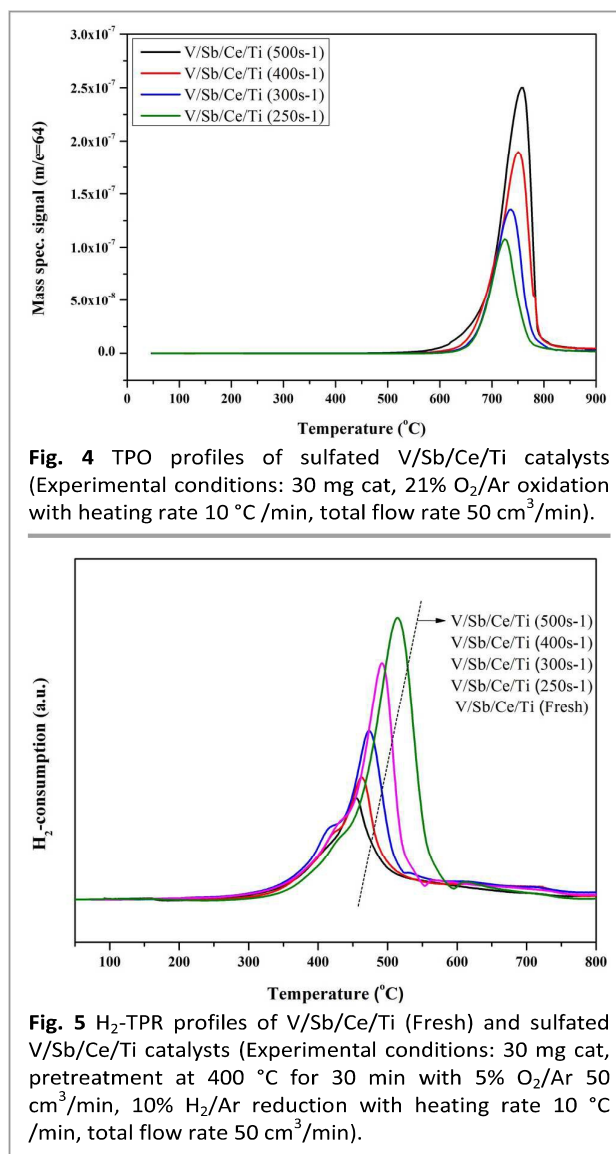 3.0x10⁻⁷
2.5x10⁻⁷
2.0x10⁻⁷
1.5x10⁻⁷
1.0x10⁻⁷
5.0x10⁻⁸
0.0
Mass spec. signal (m/e=64)
V/Sb/Ce/Ti (500s-1)
V/Sb/Ce/Ti (400s-1)
V/Sb/Ce/Ti (300s-1)
V/Sb/Ce/Ti (250s-1)
0 100 200 300 400 500 600 700 800 900
Temperature (°C)
Fig. 4 TPO profiles of sulfated V/Sb/Ce/Ti catalysts
(Experimental conditions: 30 mg cat, 21% O₂/Ar oxidation
with heating rate 10 °C /min, total flow rate 50 cm³/min).
H₂-consumption (a.u.)
V/Sb/Ce/Ti (500s-1)
V/Sb/Ce/Ti (400s-1)
V/Sb/Ce/Ti (300s-1)
V/Sb/Ce/Ti (250s-1)
V/Sb/Ce/Ti (Fresh)
100 200 300 400 500 600 700 800
Temperature (°C)
Fig. 5 H₂-TPR profiles of V/Sb/Ce/Ti (Fresh) and sulfated
V/Sb/Ce/Ti catalysts (Experimental conditions: 30 mg cat,
pretreatment at 400 °C for 30 min with 5% O₂/Ar 50
cm³/min, 10% H₂/Ar reduction with heating rate 10 °C
/min, total flow rate 50 cm³/min).